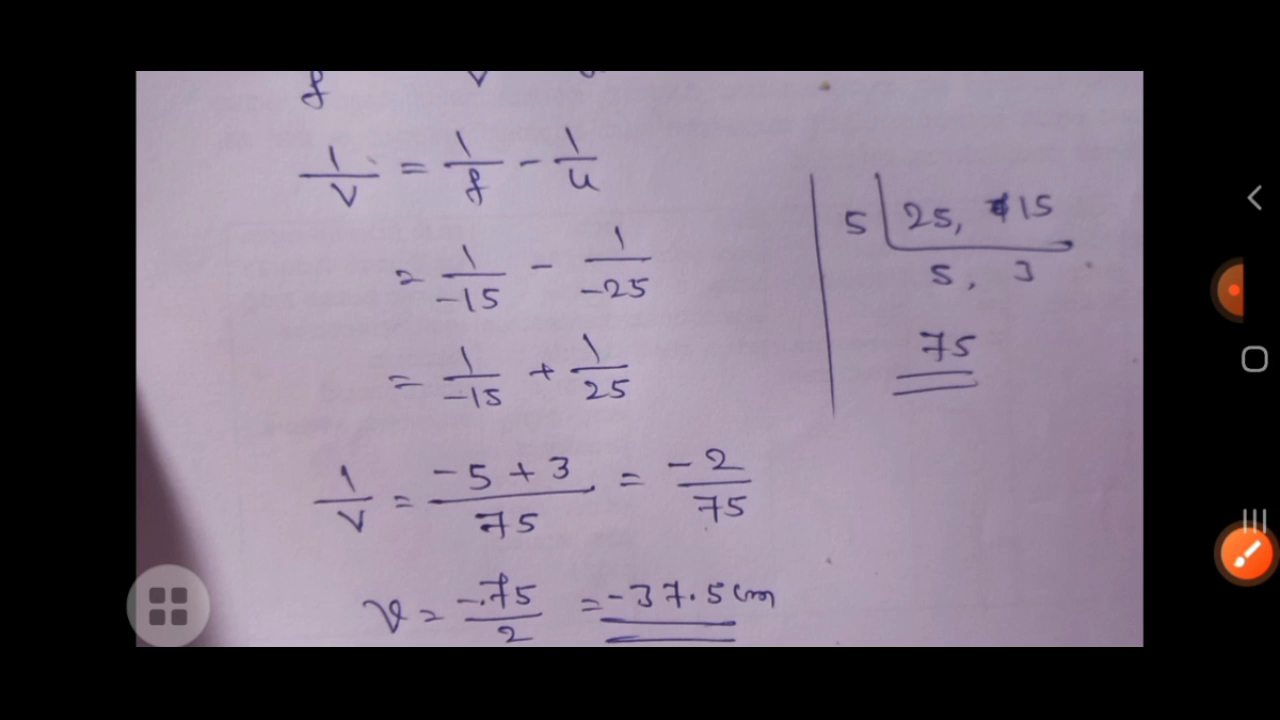 f V u
1/V = 1/f - 1/u
= 1/-15 - 1/-25
= 1/-15 + 1/25
1/V = -5 + 3/75 = -2/75
V = -75/2 = -37.5 cm
5 | 25, 15
5, 3
75